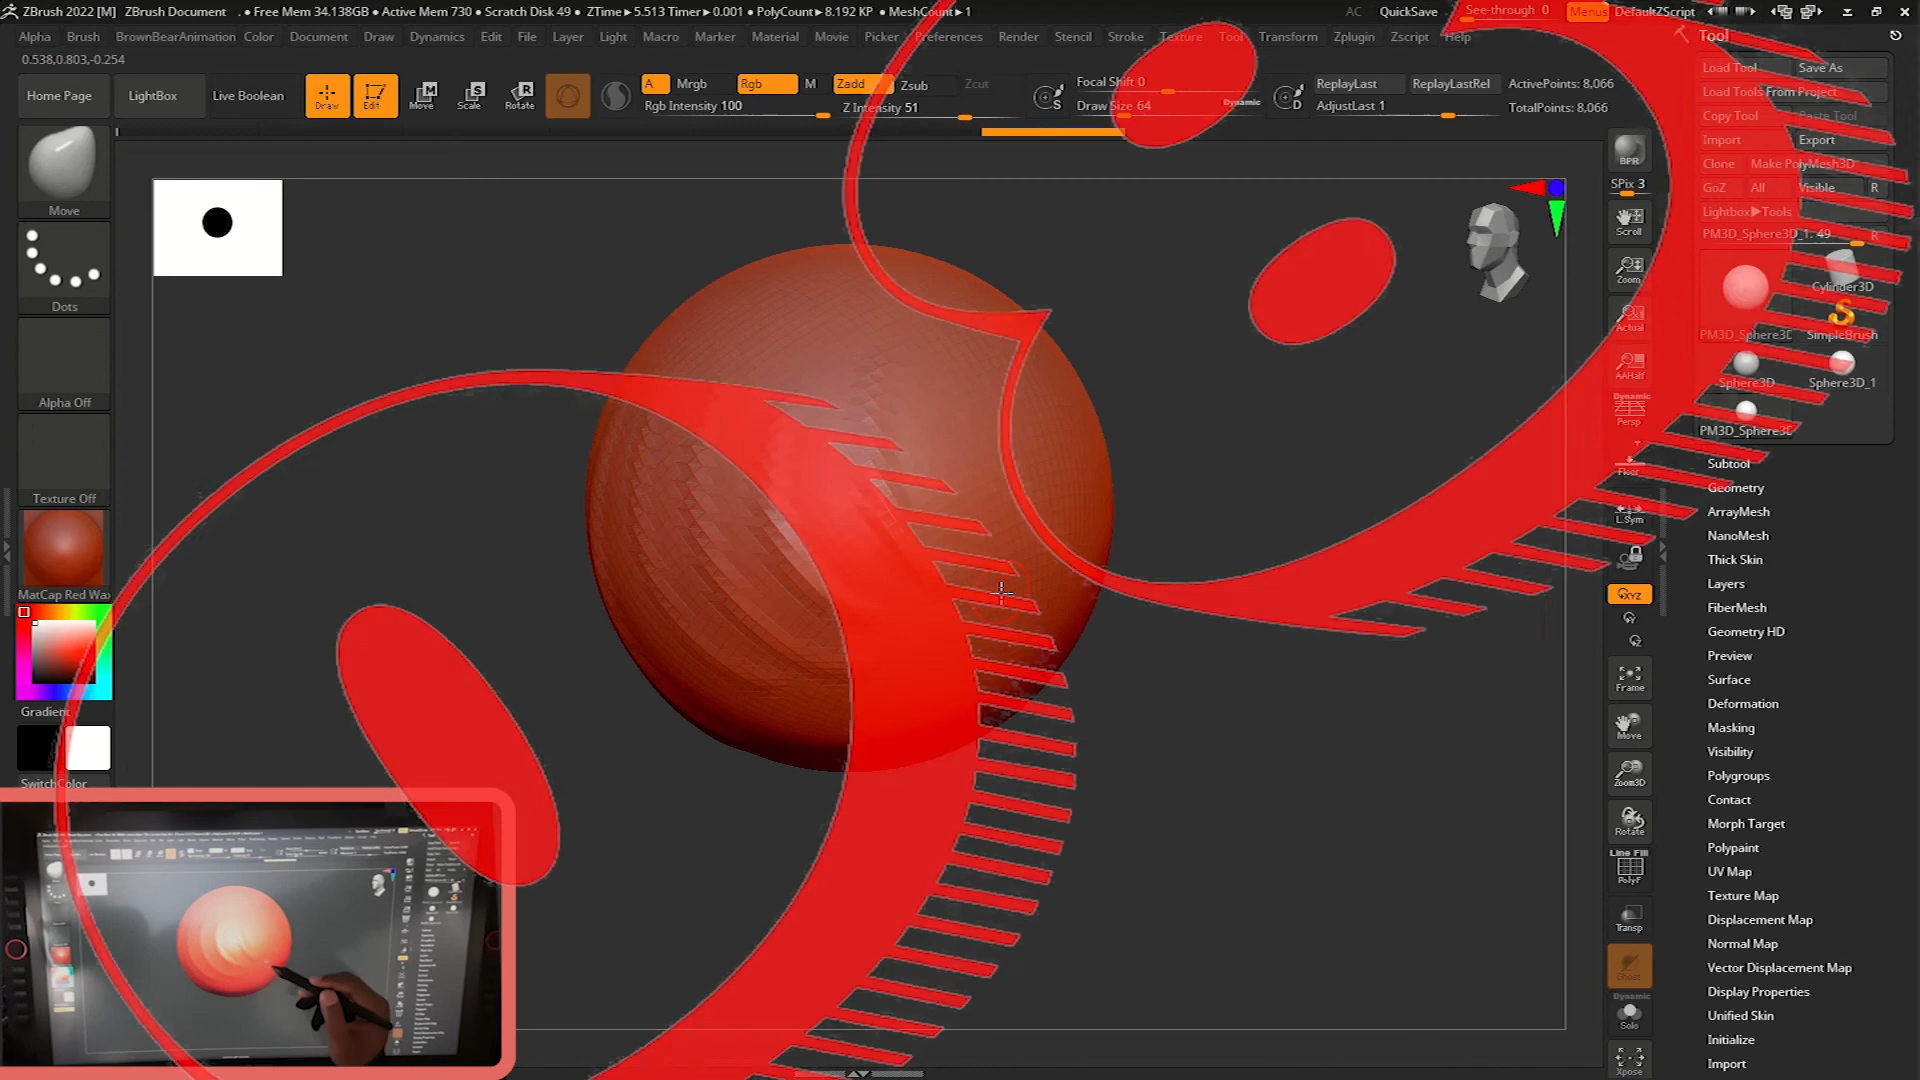 ZBrush 2022 [M] ZBrush Document . • Free Mem 34.138GB • Active Mem 730 • Scratch Disk 49 • ZTime►5.513 Timer►0.001 • PolyCount►8.192 KP • MeshCount►1 AC QuickSave See-through 0 Menus DefaultZScript
Alpha Brush BrownBearAnimation Color Document Draw Dynamics Edit File Layer Light Macro Marker Material Movie Picker Preferences Render Stencil Stroke Texture Tool Transform Zplugin Zscript Help
0.538,0.803,-0.254
Home Page LightBox Live Boolean Draw Edit Move Scale Rotate
A Mrgb Rgb M Zadd Zsub Zcut
Rgb Intensity 100 Z Intensity 51
Focal Shift 0
Draw Size 64 Dynamic
S D
ReplayLast ReplayLastRel ActivePoints: 8,066
AdjustLast 1 TotalPoints: 8,066
Move
Dots
Alpha Off
Texture Off
MatCap Red Wax
Gradient
SwitchColor
BPR
SPix 3
Scroll
Zoom
Actual
AAHalf
Dynamic
Persp
Floor
L.Sym
XYZ
Frame
Move
Zoom3D
Rotate
Line Fill
PolyF
Transp
Ghost
Dynamic
Solo
Xpose
Tool
Load Tool Save As
Load Tools From Project
Copy Tool Paste Tool
Import Export
Clone Make PolyMesh3D
GoZ All Visible R
Lightbox►Tools
PM3D_Sphere3D_1. 49 R
Cylinder3D
PM3D_Sphere3D SimpleBrush
Sphere3D Sphere3D_1
PM3D_Sphere3D
Subtool
Geometry
ArrayMesh
NanoMesh
Thick Skin
Layers
FiberMesh
Geometry HD
Preview
Surface
Deformation
Masking
Visibility
Polygroups
Contact
Morph Target
Polypaint
UV Map
Texture Map
Displacement Map
Normal Map
Vector Displacement Map
Display Properties
Unified Skin
Initialize
Import